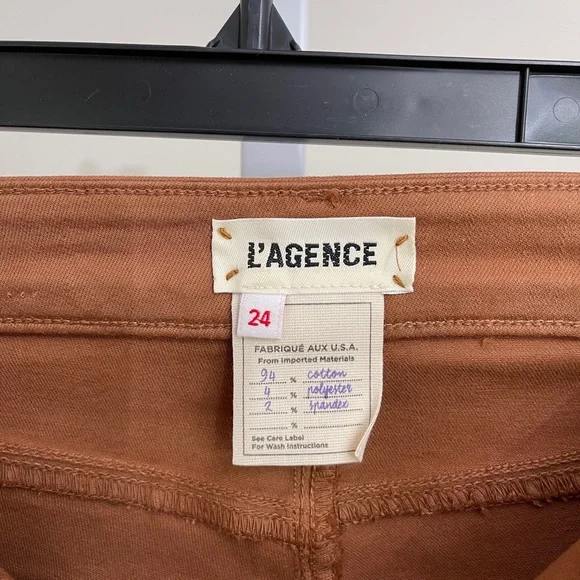 L'AGENCE
24
FABRIQUÉ AUX U.S.A.
From Imported Materials
94 % cotton
4 % polyester
2 % spandex
%
See Care Label
For Wash Instructions